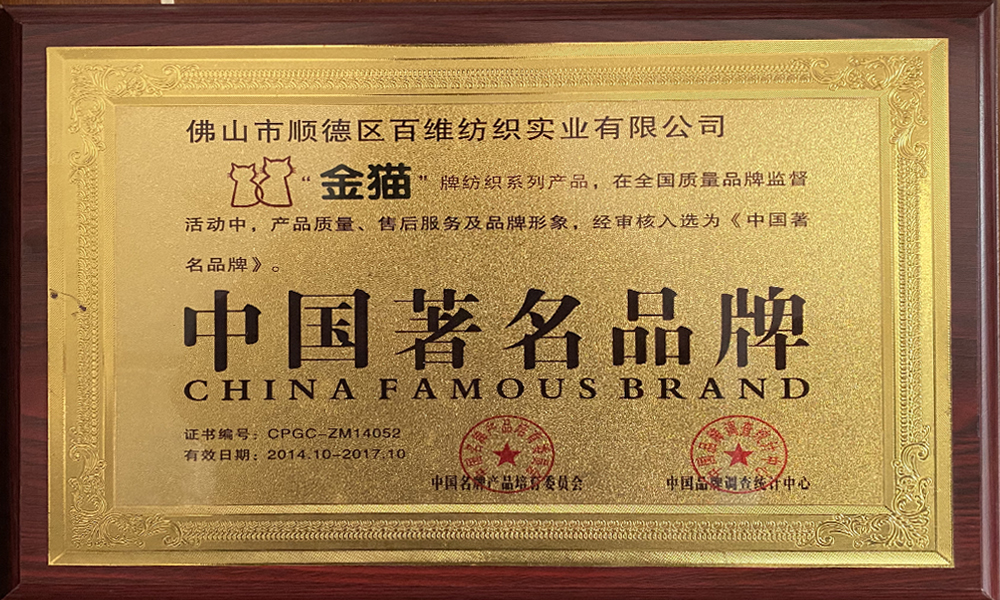 佛山市顺德区百维纺织实业有限公司
“金猫”牌纺织系列产品，在全国质量品牌监督
活动中，产品质量、售后服务及品牌形象，经审核入选为《中国著
名品牌》。
中国著名品牌
CHINA FAMOUS BRAND
证书编号：CPGC-ZM14052
有效日期：2014.10-2017.10
中国名牌产品培育委员会
中国品牌调查统计中心